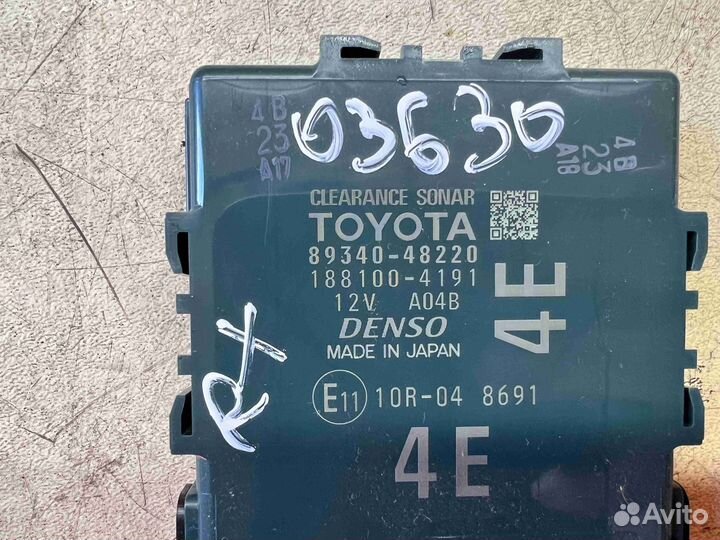 03630
4B
23
A17
4B
23
A18
CLEARANCE SONAR
TOYOTA
89340-48220
188100-4191
12V A04B
DENSO
MADE IN JAPAN
4E
RX
E11 10R-04 8691
4E
Avito